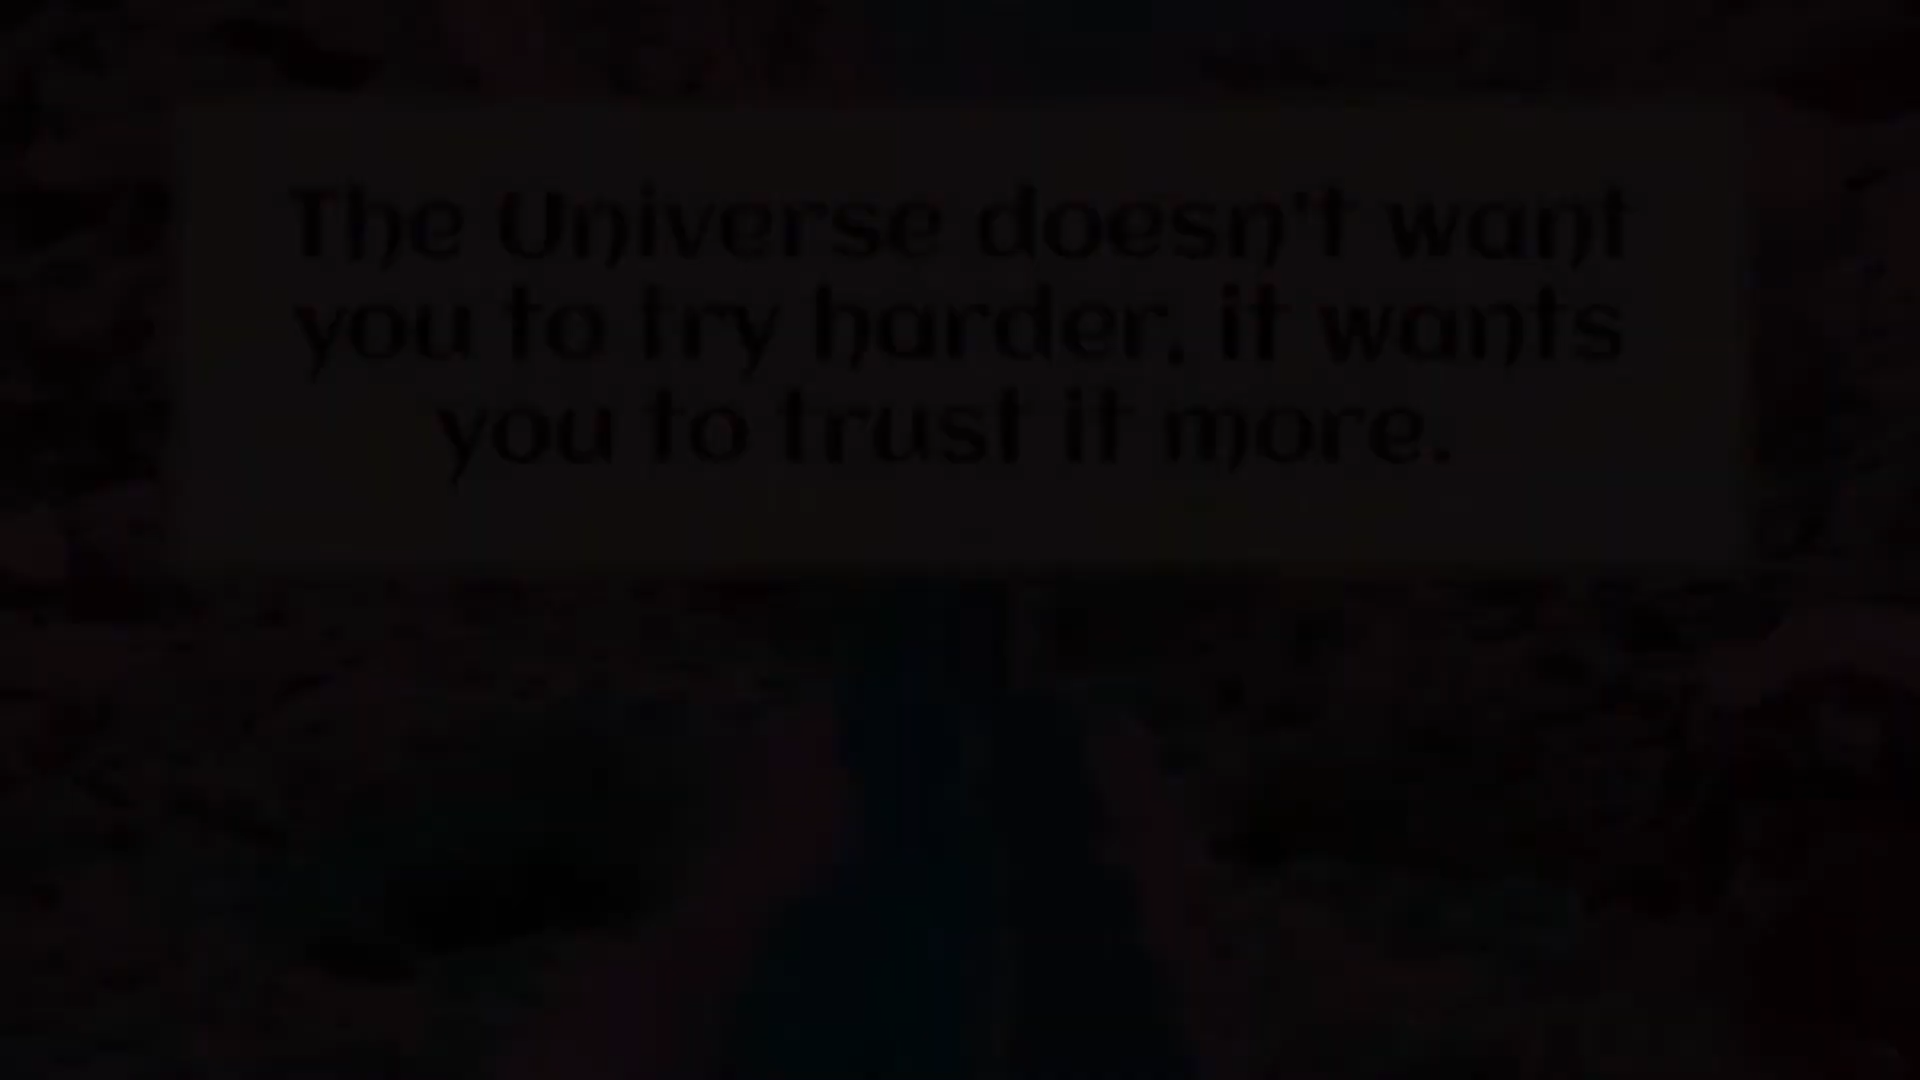 The Universe doesn't want
you to try harder, it wants
you to trust it more.